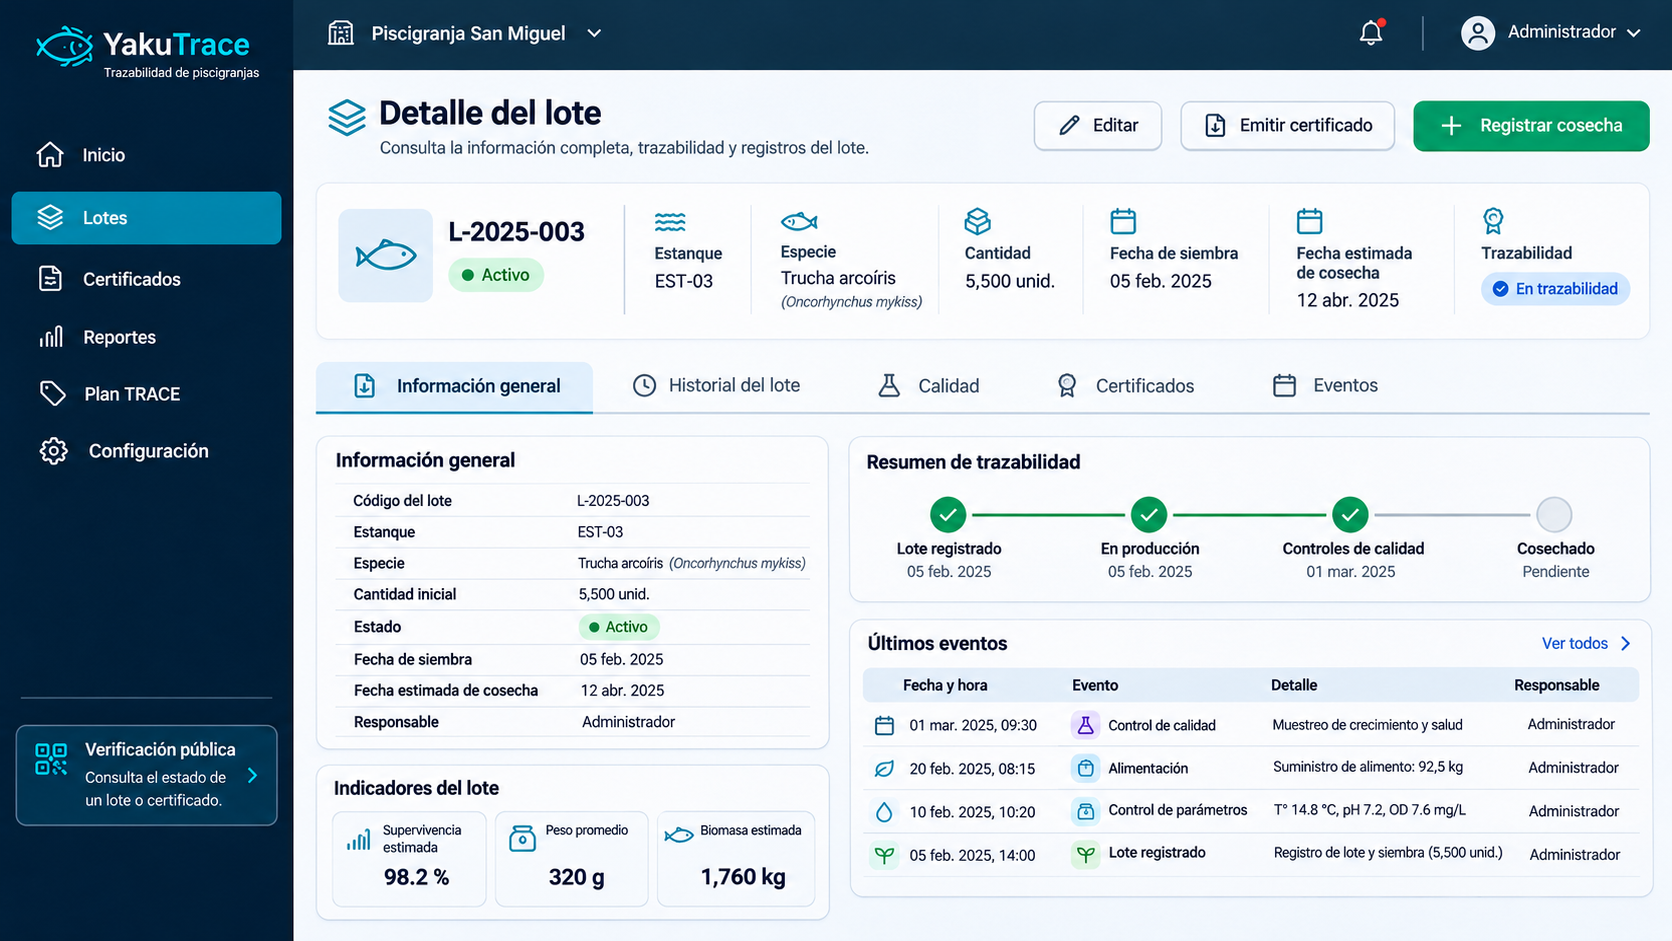 YakuTrace
Trazabilidad de piscigranjas
Inicio
Lotes
Certificados
Reportes
Plan TRACE
Configuración
Verificación pública
Consulta el estado de
un lote o certificado.
Piscigranja San Miguel
Administrador
Detalle del lote
Consulta la información completa, trazabilidad y registros del lote.
Editar
Emitir certificado
Registrar cosecha
L-2025-003
Activo
Estanque
EST-03
Especie
Trucha arcoíris
(Oncorhynchus mykiss)
Cantidad
5,500 unid.
Fecha de siembra
05 feb. 2025
Fecha estimada
de cosecha
12 abr. 2025
Trazabilidad
En trazabilidad
Información general
Historial del lote
Calidad
Certificados
Eventos
Información general
Código del lote L-2025-003
Estanque EST-03
Especie Trucha arcoíris (Oncorhynchus mykiss)
Cantidad inicial 5,500 unid.
Estado Activo
Fecha de siembra 05 feb. 2025
Fecha estimada de cosecha 12 abr. 2025
Responsable Administrador
Indicadores del lote
Supervivencia
estimada
98.2 %
Peso promedio
320 g
Biomasa estimada
1,760 kg
Resumen de trazabilidad
Lote registrado
05 feb. 2025
En producción
05 feb. 2025
Controles de calidad
01 mar. 2025
Cosechado
Pendiente
Últimos eventos
Ver todos
Fecha y hora Evento Detalle Responsable
01 mar. 2025, 09:30 Control de calidad Muestreo de crecimiento y salud Administrador
20 feb. 2025, 08:15 Alimentación Suministro de alimento: 92,5 kg Administrador
10 feb. 2025, 10:20 Control de parámetros T° 14.8 °C, pH 7.2, OD 7.6 mg/L Administrador
05 feb. 2025, 14:00 Lote registrado Registro de lote y siembra (5,500 unid.) Administrador